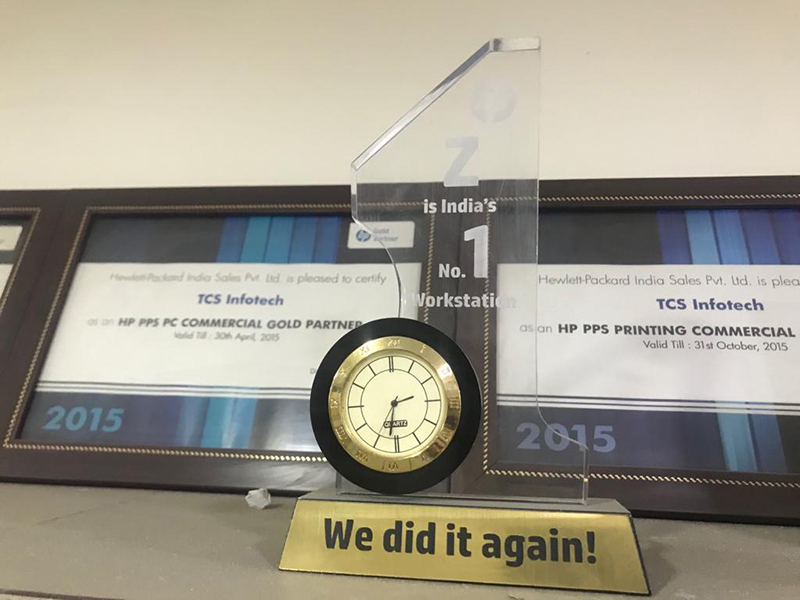 Z
is India's
No. 1
Workstation
hp Gold
Partner
Hewlett-Packard India Sales Pvt. Ltd. is pleased to certify
TCS Infotech
as an HP PPS PC COMMERCIAL GOLD PARTNER
Valid Till : 30th April, 2015
2015
Hewlett-Packard India Sales Pvt. Ltd. is
TCS Infotech
as an HP PPS PRINTING COMMERCIAL
Valid Till : 31st October, 2015
2015
QUARTZ
We did it again!